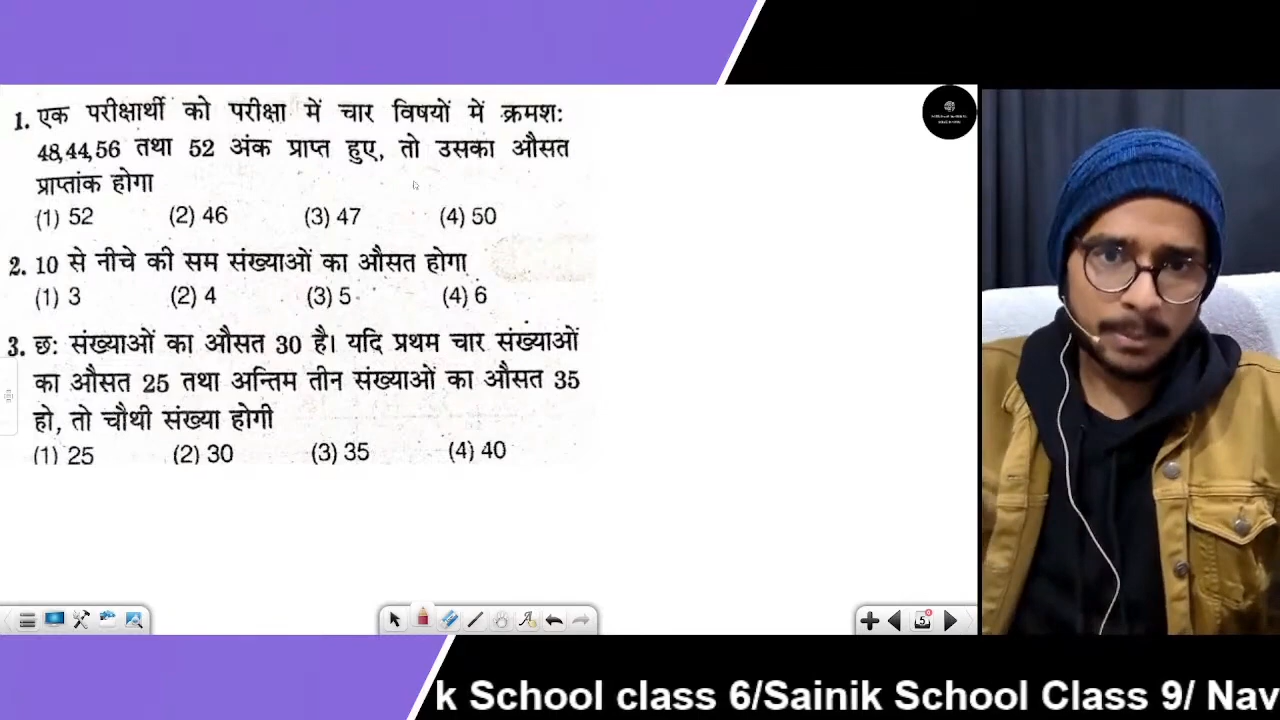 1. एक परीक्षार्थी को परीक्षा में चार विषयों में क्रमशः
48,44,56 तथा 52 अंक प्राप्त हुए, तो उसका औसत
प्राप्तांक होगा
(1) 52 (2) 46 (3) 47 (4) 50
2. 10 से नीचे की सम संख्याओं का औसत होगा
(1) 3 (2) 4 (3) 5 (4) 6
3. छः संख्याओं का औसत 30 है। यदि प्रथम चार संख्याओं
का औसत 25 तथा अन्तिम तीन संख्याओं का औसत 35
हो, तो चौथी संख्या होगी
(1) 25 (2) 30 (3) 35 (4) 40
5
k School class 6/Sainik School Class 9/ Nav